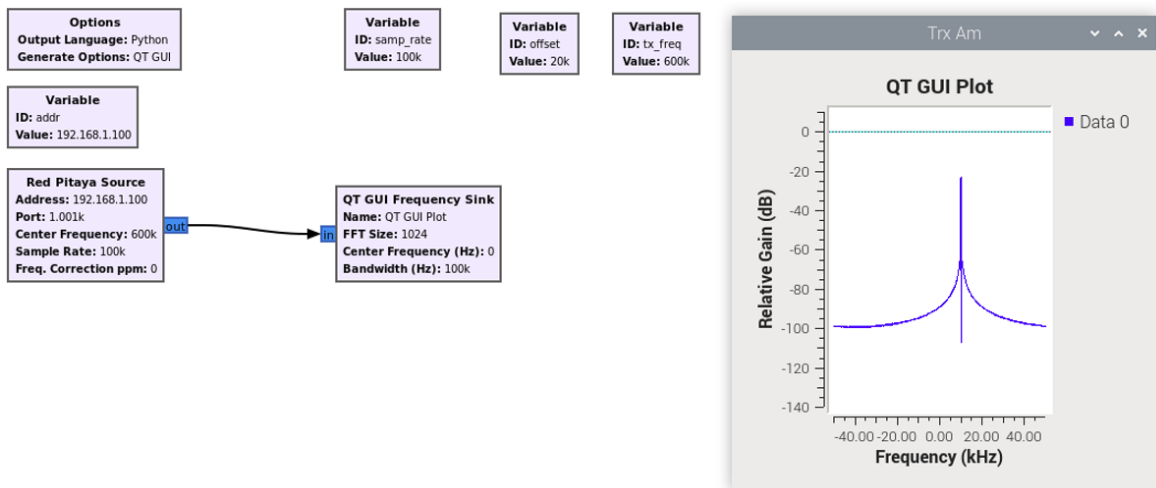 Options
Output Language: Python
Generate Options: QT GUI
Variable
ID: samp_rate
Value: 100k
Variable
ID: offset
Value: 20k
Variable
ID: tx_freq
Value: 600k
Variable
ID: addr
Value: 192.168.1.100
Red Pitaya Source
Address: 192.168.1.100
Port: 1.001k
Center Frequency: 600k
Sample Rate: 100k
Freq. Correction ppm: 0
out
in
QT GUI Frequency Sink
Name: QT GUI Plot
FFT Size: 1024
Center Frequency (Hz): 0
Bandwidth (Hz): 100k
Trx Am
QT GUI Plot
Data 0
Relative Gain (dB)
0
-20
-40
-60
-80
-100
-120
-140
-40.00 -20.00 0.00 20.00 40.00
Frequency (kHz)